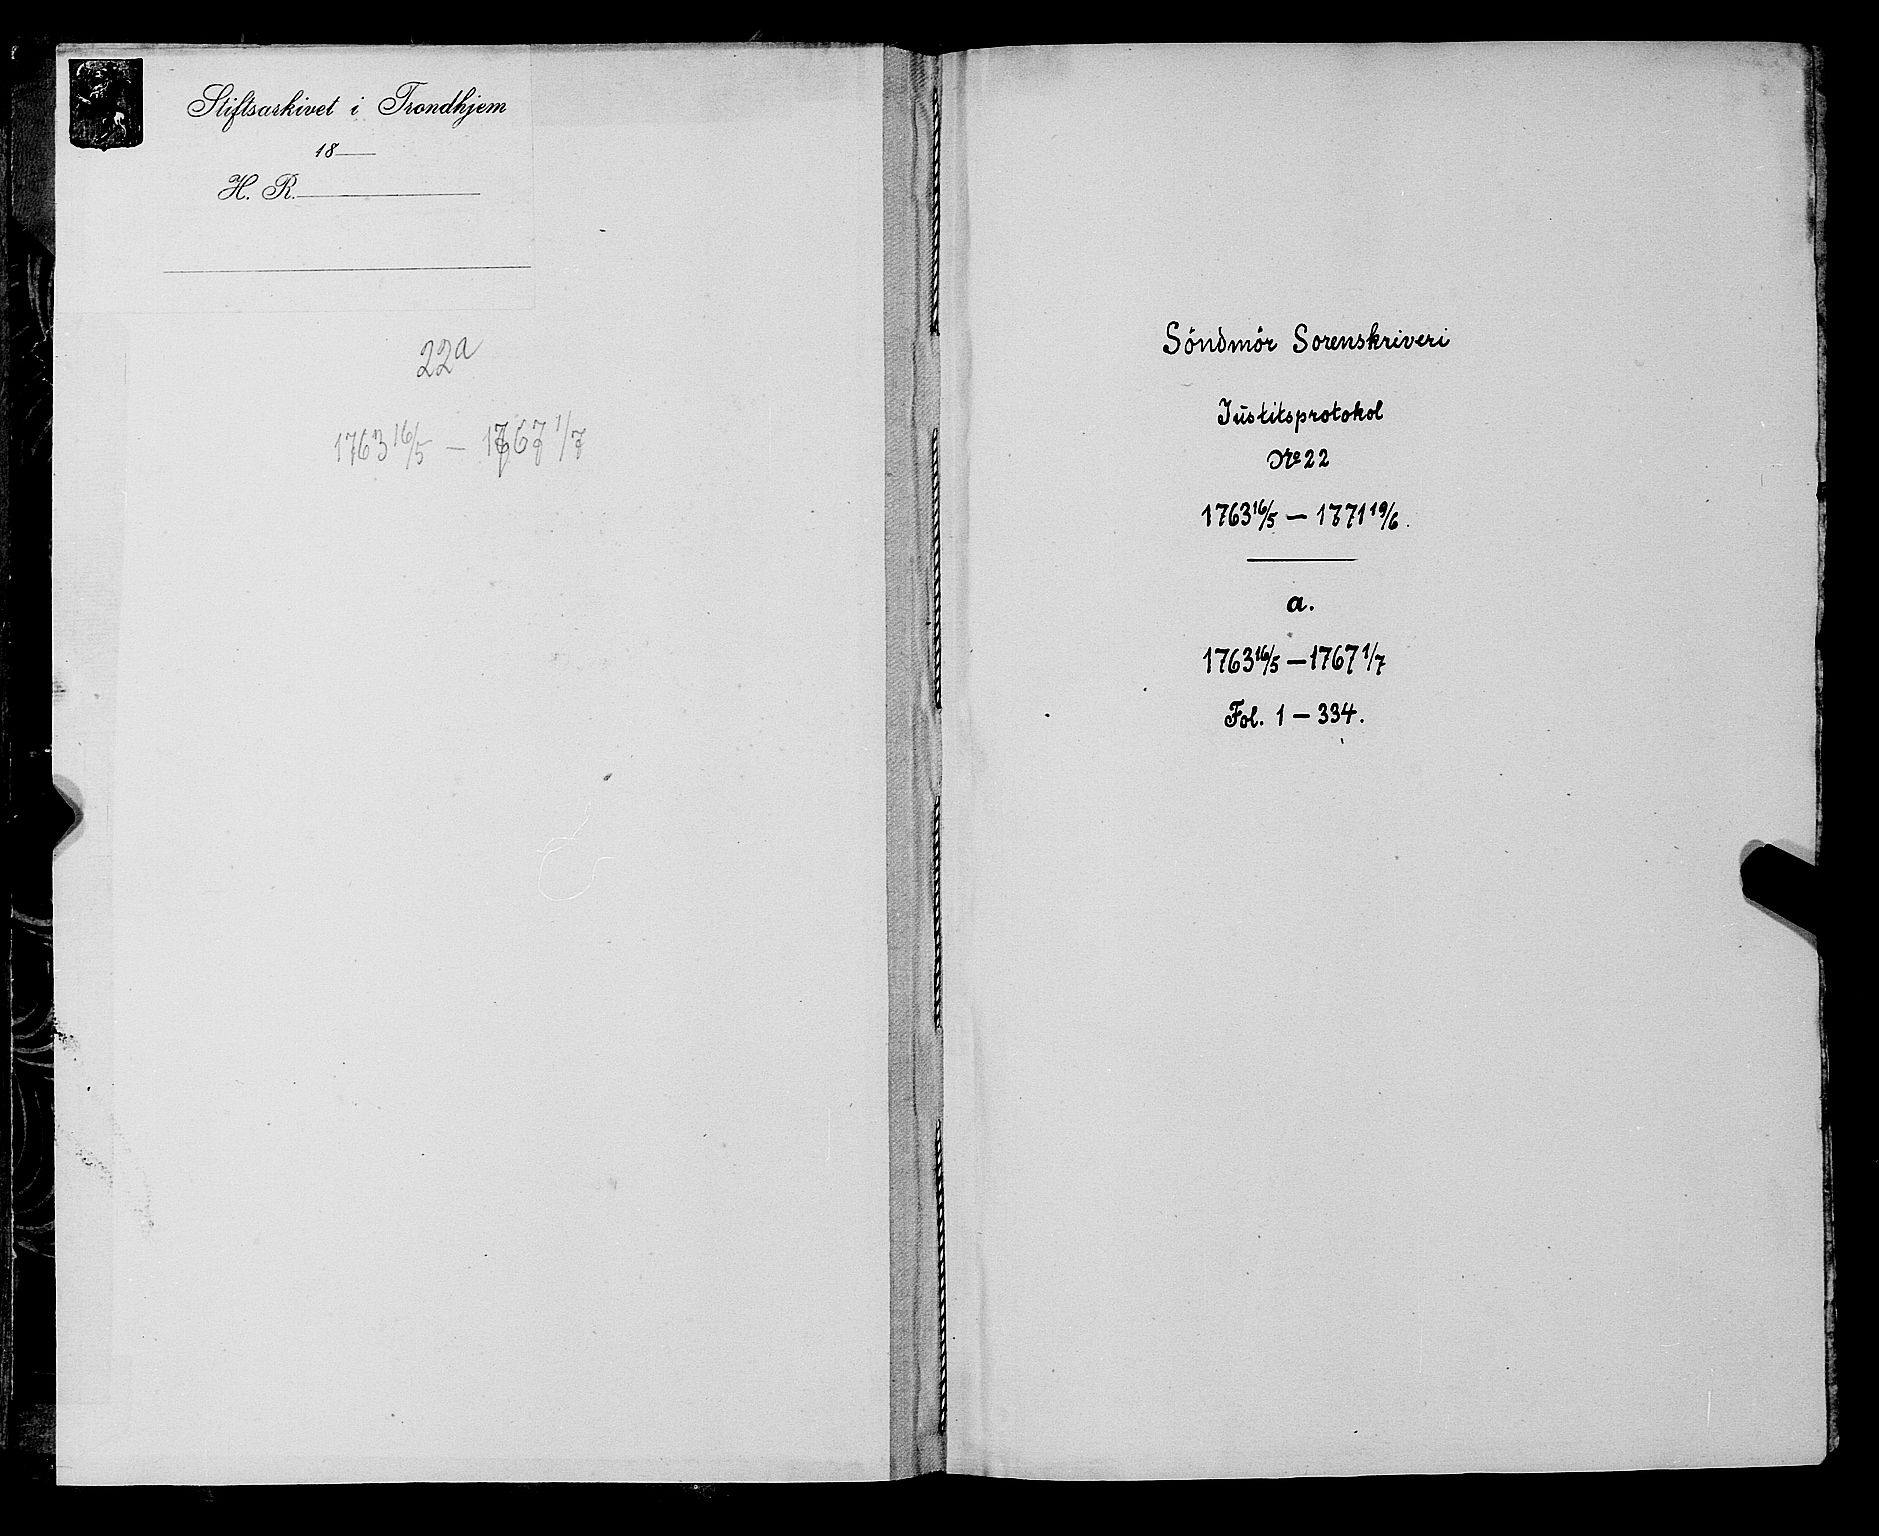 Stiftsarkivet i Trondhjem
18
H. R.
22a
1763 16/5 — 1767 1/7
Söndmör Sorenskriveri
Justitsprotokol
No 22
1763 16/5 — 1771 19/6.
a.
1763 16/5 — 1767 1/7
Fol. 1 — 334.